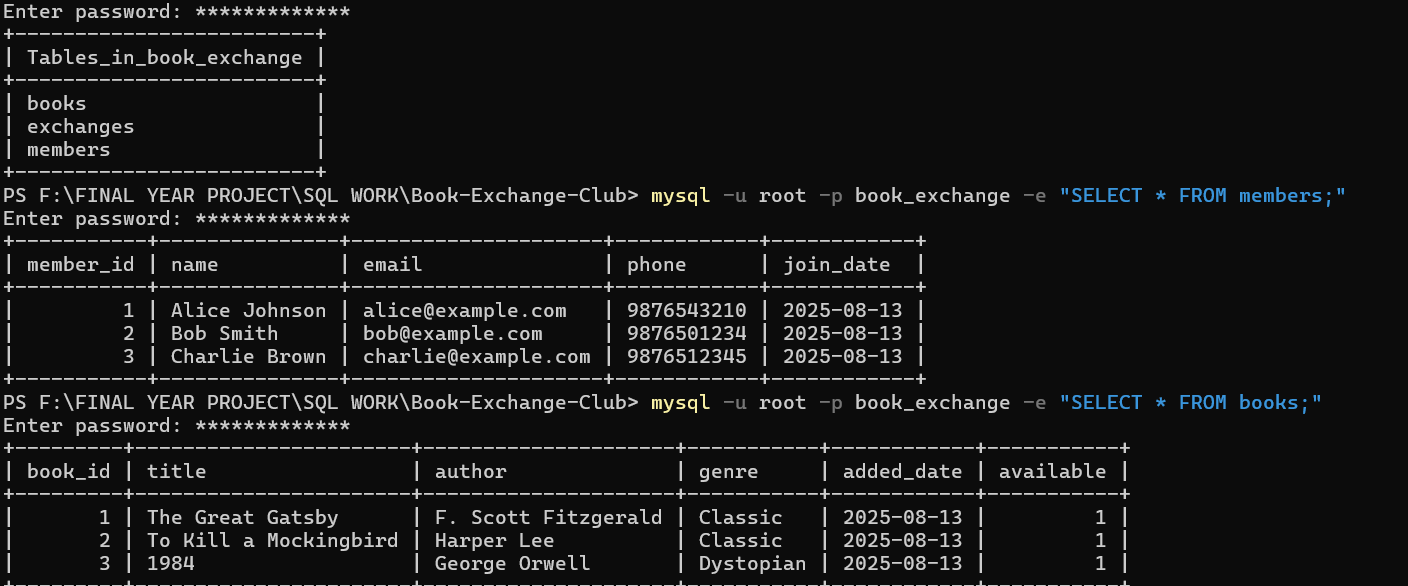 Enter password: *************
+-------------------------+
| Tables_in_book_exchange |
+-------------------------+
| books                   |
| exchanges               |
| members                 |
+-------------------------+
PS F:\FINAL YEAR PROJECT\SQL WORK\Book-Exchange-Club> mysql -u root -p book_exchange -e "SELECT * FROM members;"
Enter password: *************
+-----------+---------------+---------------------+------------+------------+
| member_id | name          | email               | phone      | join_date  |
+-----------+---------------+---------------------+------------+------------+
|         1 | Alice Johnson | alice@example.com   | 9876543210 | 2025-08-13 |
|         2 | Bob Smith     | bob@example.com     | 9876501234 | 2025-08-13 |
|         3 | Charlie Brown | charlie@example.com | 9876512345 | 2025-08-13 |
+-----------+---------------+---------------------+------------+------------+
PS F:\FINAL YEAR PROJECT\SQL WORK\Book-Exchange-Club> mysql -u root -p book_exchange -e "SELECT * FROM books;"
Enter password: *************
+---------+-----------------------+---------------------+-----------+------------+-----------+
| book_id | title                 | author              | genre     | added_date | available |
+---------+-----------------------+---------------------+-----------+------------+-----------+
|       1 | The Great Gatsby      | F. Scott Fitzgerald | Classic   | 2025-08-13 |         1 |
|       2 | To Kill a Mockingbird | Harper Lee          | Classic   | 2025-08-13 |         1 |
|       3 | 1984                  | George Orwell       | Dystopian | 2025-08-13 |         1 |
+---------+-----------------------+---------------------+-----------+------------+-----------+